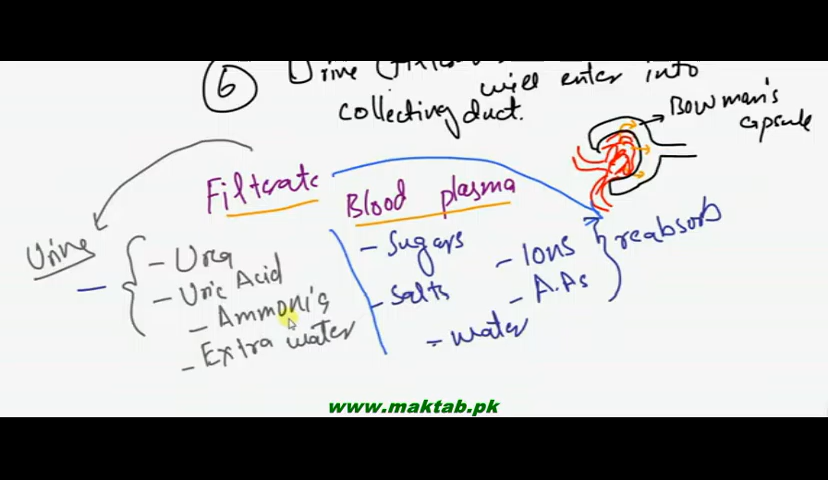 6 Urine
will enter into
collecting duct.
Bowman's
capsule
Filterate
Blood plasma
Urine
- Urea
- Uric Acid
- Ammonia
- Extra water
- Sugars
- Salts
- water
- Ions
- A.As
reabsorb
www.maktab.pk